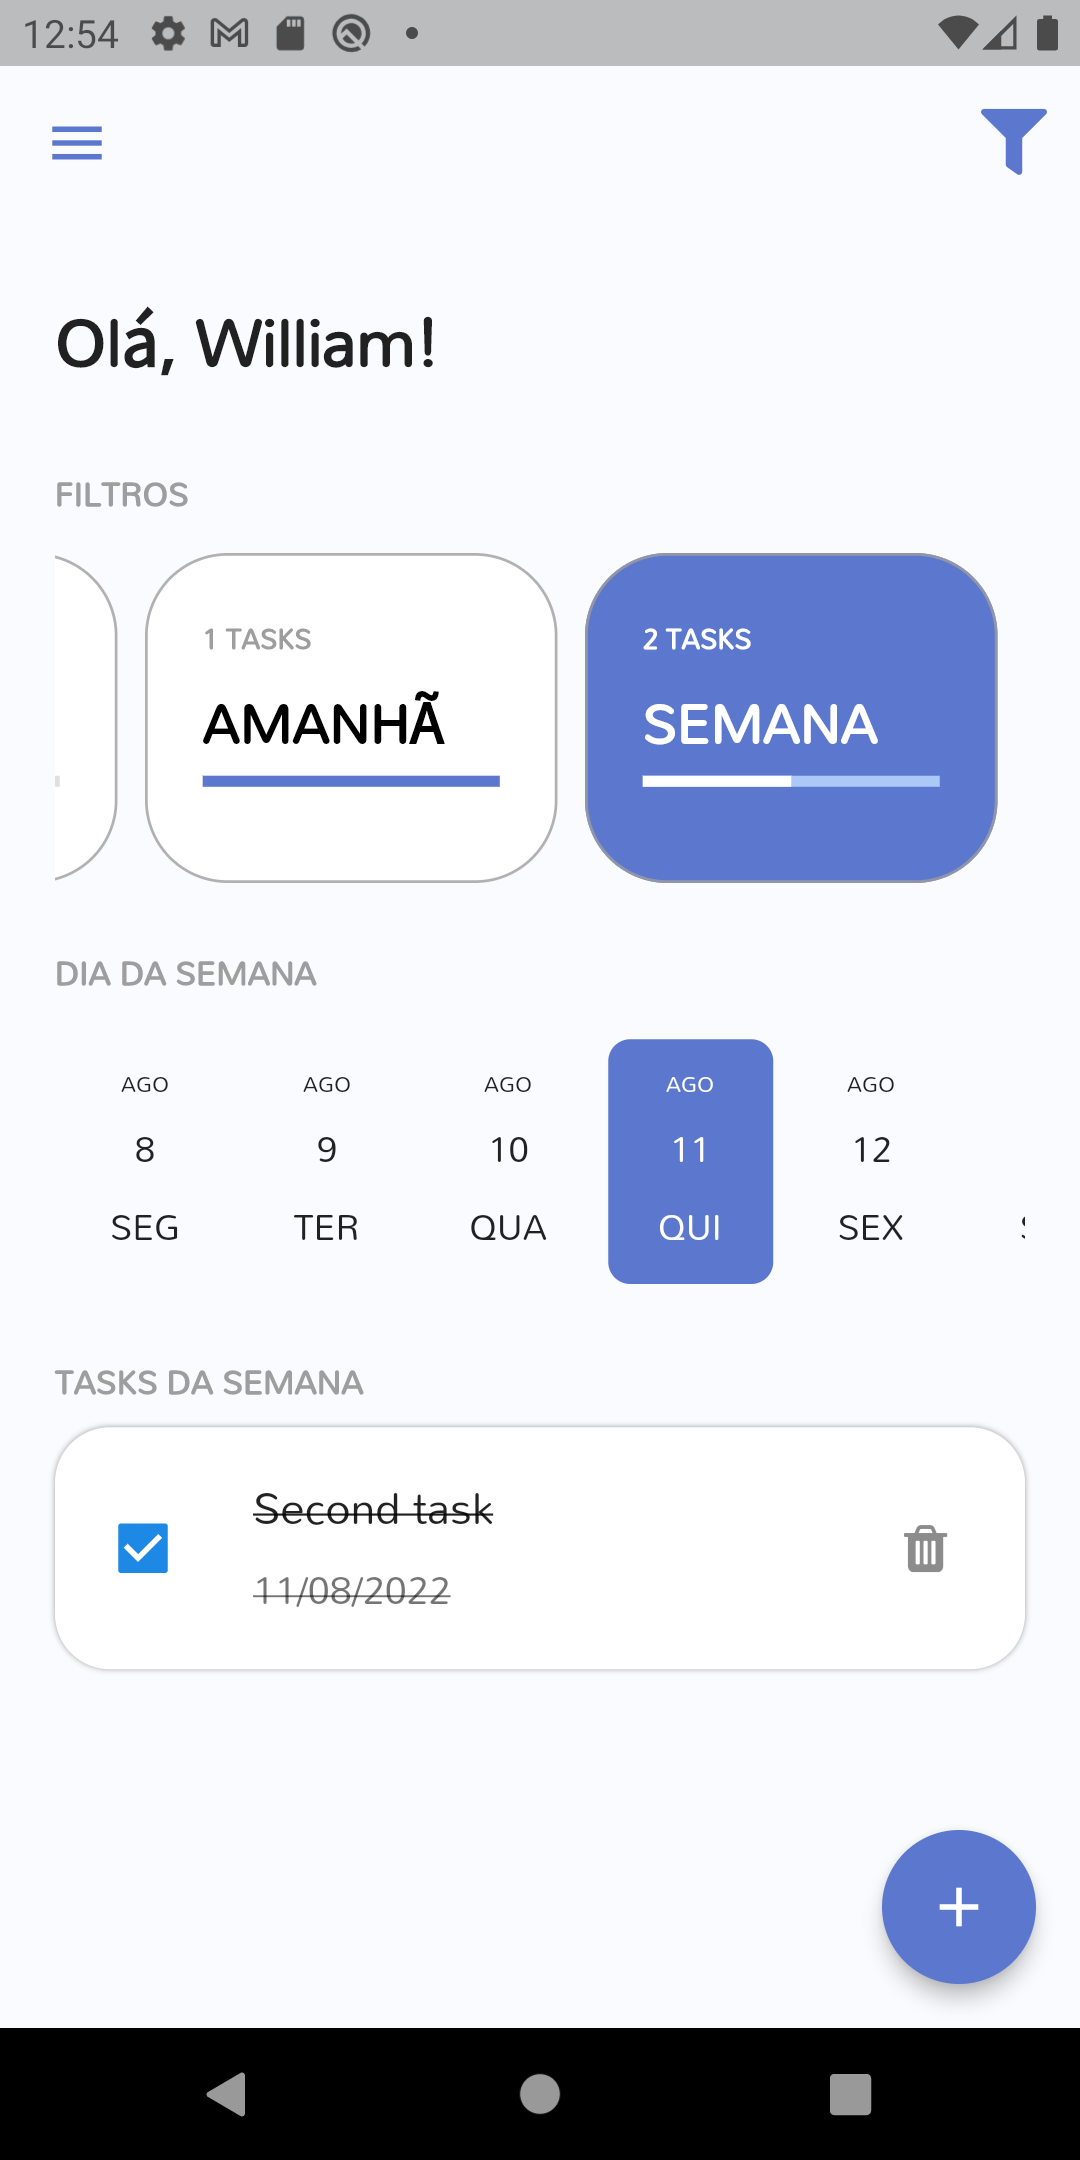 12:54
Olá, William!
FILTROS
1 TASKS
AMANHÃ
2 TASKS
SEMANA
DIA DA SEMANA
AGO AGO AGO AGO AGO
8 9 10 11 12
SEG TER QUA QUI SEX
TASKS DA SEMANA
Second task
11/08/2022